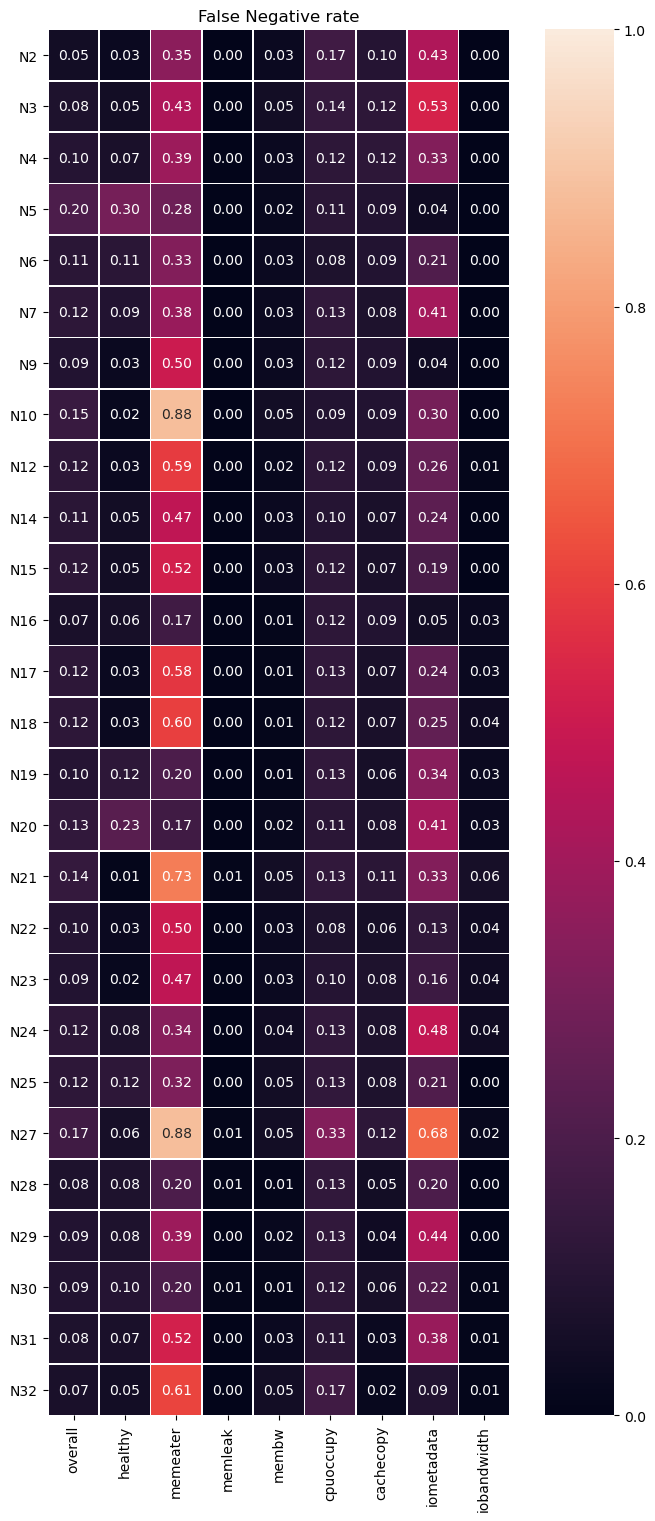 False Negative rate
N2 0.05 0.03 0.35 0.00 0.03 0.17 0.10 0.43 0.00
N3 0.08 0.05 0.43 0.00 0.05 0.14 0.12 0.53 0.00
N4 0.10 0.07 0.39 0.00 0.03 0.12 0.12 0.33 0.00
N5 0.20 0.30 0.28 0.00 0.02 0.11 0.09 0.04 0.00
N6 0.11 0.11 0.33 0.00 0.03 0.08 0.09 0.21 0.00
N7 0.12 0.09 0.38 0.00 0.03 0.13 0.08 0.41 0.00
N9 0.09 0.03 0.50 0.00 0.03 0.12 0.09 0.04 0.00
N10 0.15 0.02 0.88 0.00 0.05 0.09 0.09 0.30 0.00
N12 0.12 0.03 0.59 0.00 0.02 0.12 0.09 0.26 0.01
N14 0.11 0.05 0.47 0.00 0.03 0.10 0.07 0.24 0.00
N15 0.12 0.05 0.52 0.00 0.03 0.12 0.07 0.19 0.00
N16 0.07 0.06 0.17 0.00 0.01 0.12 0.09 0.05 0.03
N17 0.12 0.03 0.58 0.00 0.01 0.13 0.07 0.24 0.03
N18 0.12 0.03 0.60 0.00 0.01 0.12 0.07 0.25 0.04
N19 0.10 0.12 0.20 0.00 0.01 0.13 0.06 0.34 0.03
N20 0.13 0.23 0.17 0.00 0.02 0.11 0.08 0.41 0.03
N21 0.14 0.01 0.73 0.01 0.05 0.13 0.11 0.33 0.06
N22 0.10 0.03 0.50 0.00 0.03 0.08 0.06 0.13 0.04
N23 0.09 0.02 0.47 0.00 0.03 0.10 0.08 0.16 0.04
N24 0.12 0.08 0.34 0.00 0.04 0.13 0.08 0.48 0.04
N25 0.12 0.12 0.32 0.00 0.05 0.13 0.08 0.21 0.00
N27 0.17 0.06 0.88 0.01 0.05 0.33 0.12 0.68 0.02
N28 0.08 0.08 0.20 0.01 0.01 0.13 0.05 0.20 0.00
N29 0.09 0.08 0.39 0.00 0.02 0.13 0.04 0.44 0.00
N30 0.09 0.10 0.20 0.01 0.01 0.12 0.06 0.22 0.01
N31 0.08 0.07 0.52 0.00 0.03 0.11 0.03 0.38 0.01
N32 0.07 0.05 0.61 0.00 0.05 0.17 0.02 0.09 0.01
overall healthy memeater memleak membw cpuoccupy cachecopy iometadata iobandwidth
1.0
0.8
0.6
0.4
0.2
0.0